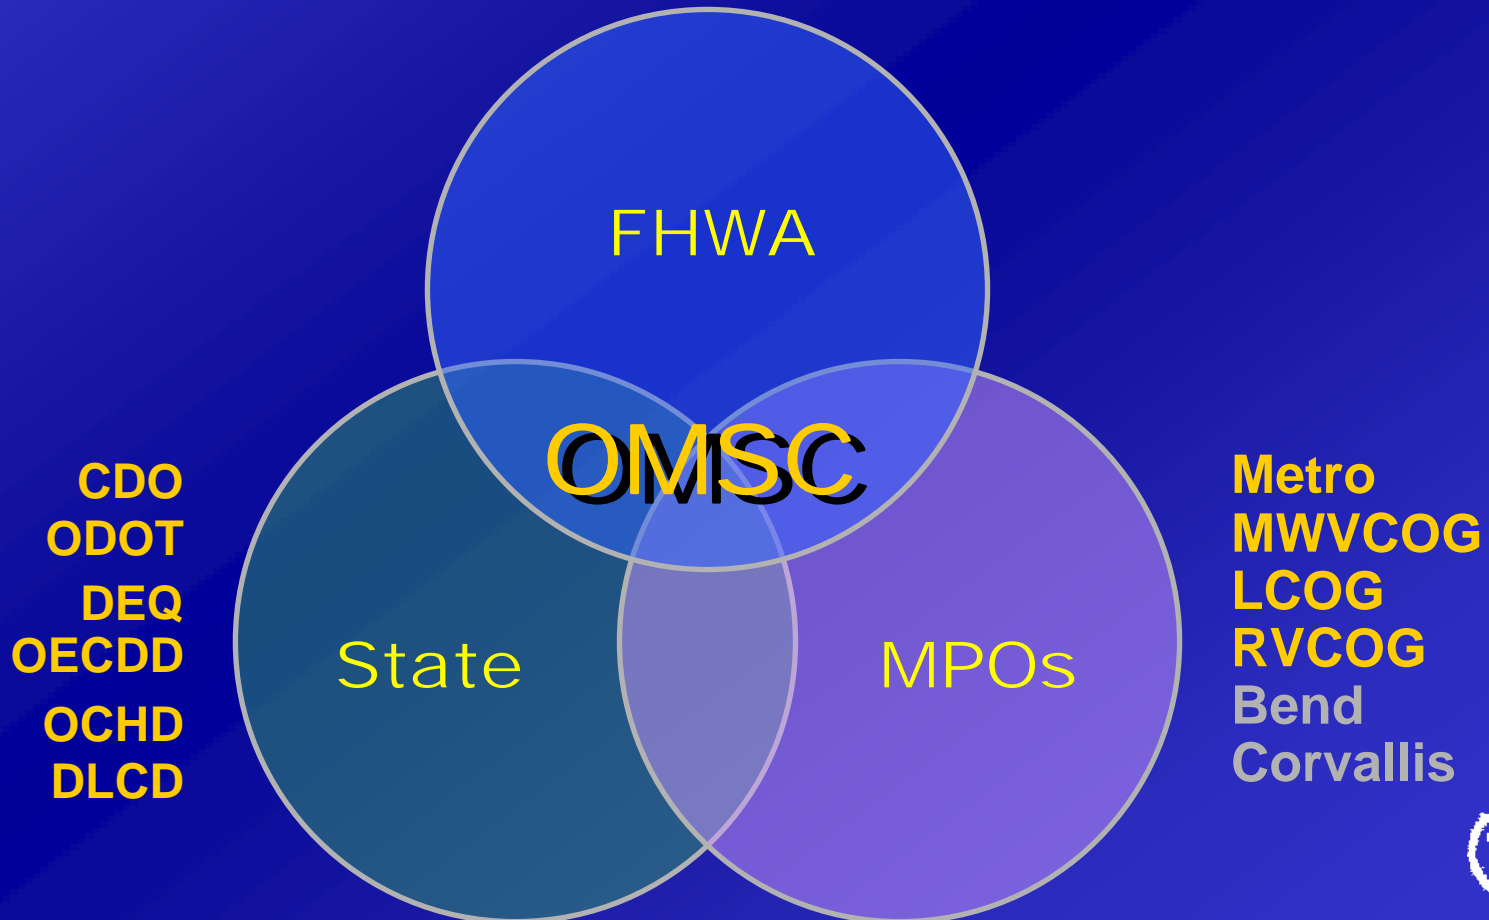 FHWA
OMSC
State
MPOs
CDO
ODOT
DEQ
OECDD
OCHD
DLCD
Metro
MWVCOG
LCOG
RVCOG
Bend
Corvallis